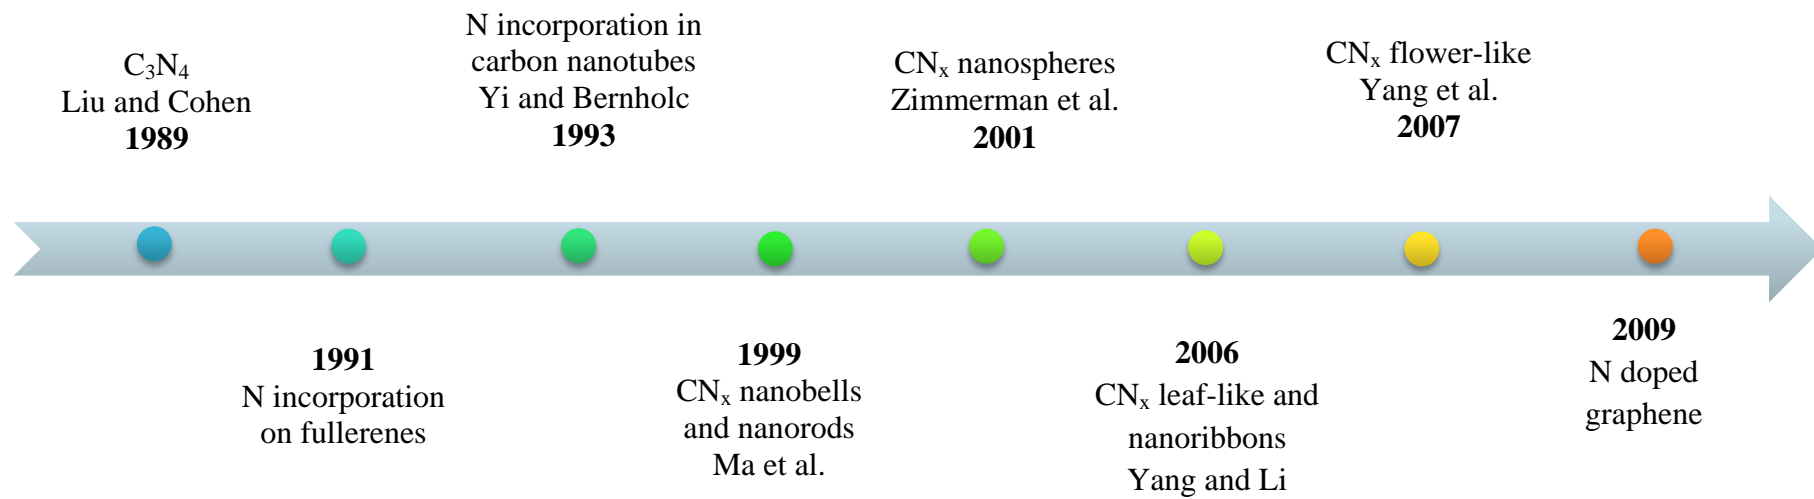 C₃N₄
Liu and Cohen
1989
1991
N incorporation
on fullerenes
N incorporation in
carbon nanotubes
Yi and Bernholc
1993
1999
CNₓ nanobells
and nanorods
Ma et al.
CNₓ nanospheres
Zimmerman et al.
2001
2006
CNₓ leaf-like and
nanoribbons
Yang and Li
CNₓ flower-like
Yang et al.
2007
2009
N doped
graphene